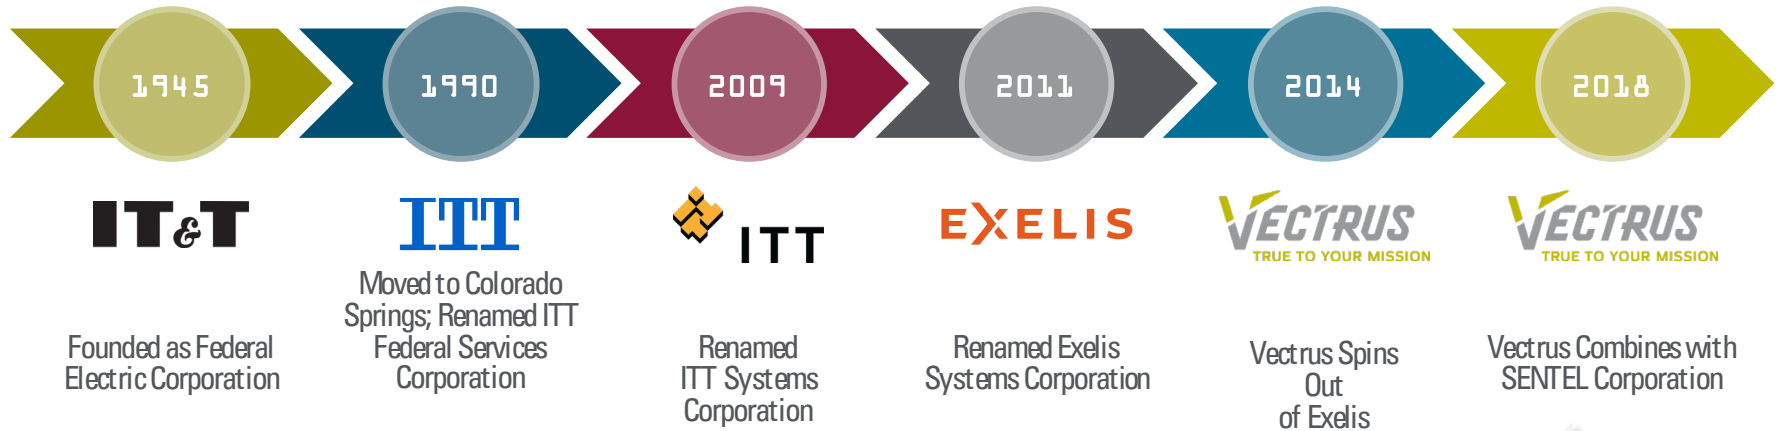 1945
1990
2009
2011
2014
2018
IT&T
ITT
ITT
EXELIS
VECTRUS
TRUE TO YOUR MISSION
VECTRUS
TRUE TO YOUR MISSION
Founded as Federal
Electric Corporation
Moved to Colorado
Springs; Renamed ITT
Federal Services
Corporation
Renamed
ITT Systems
Corporation
Renamed Exelis
Systems Corporation
Vectrus Spins
Out
of Exelis
Vectrus Combines with
SENTEL Corporation